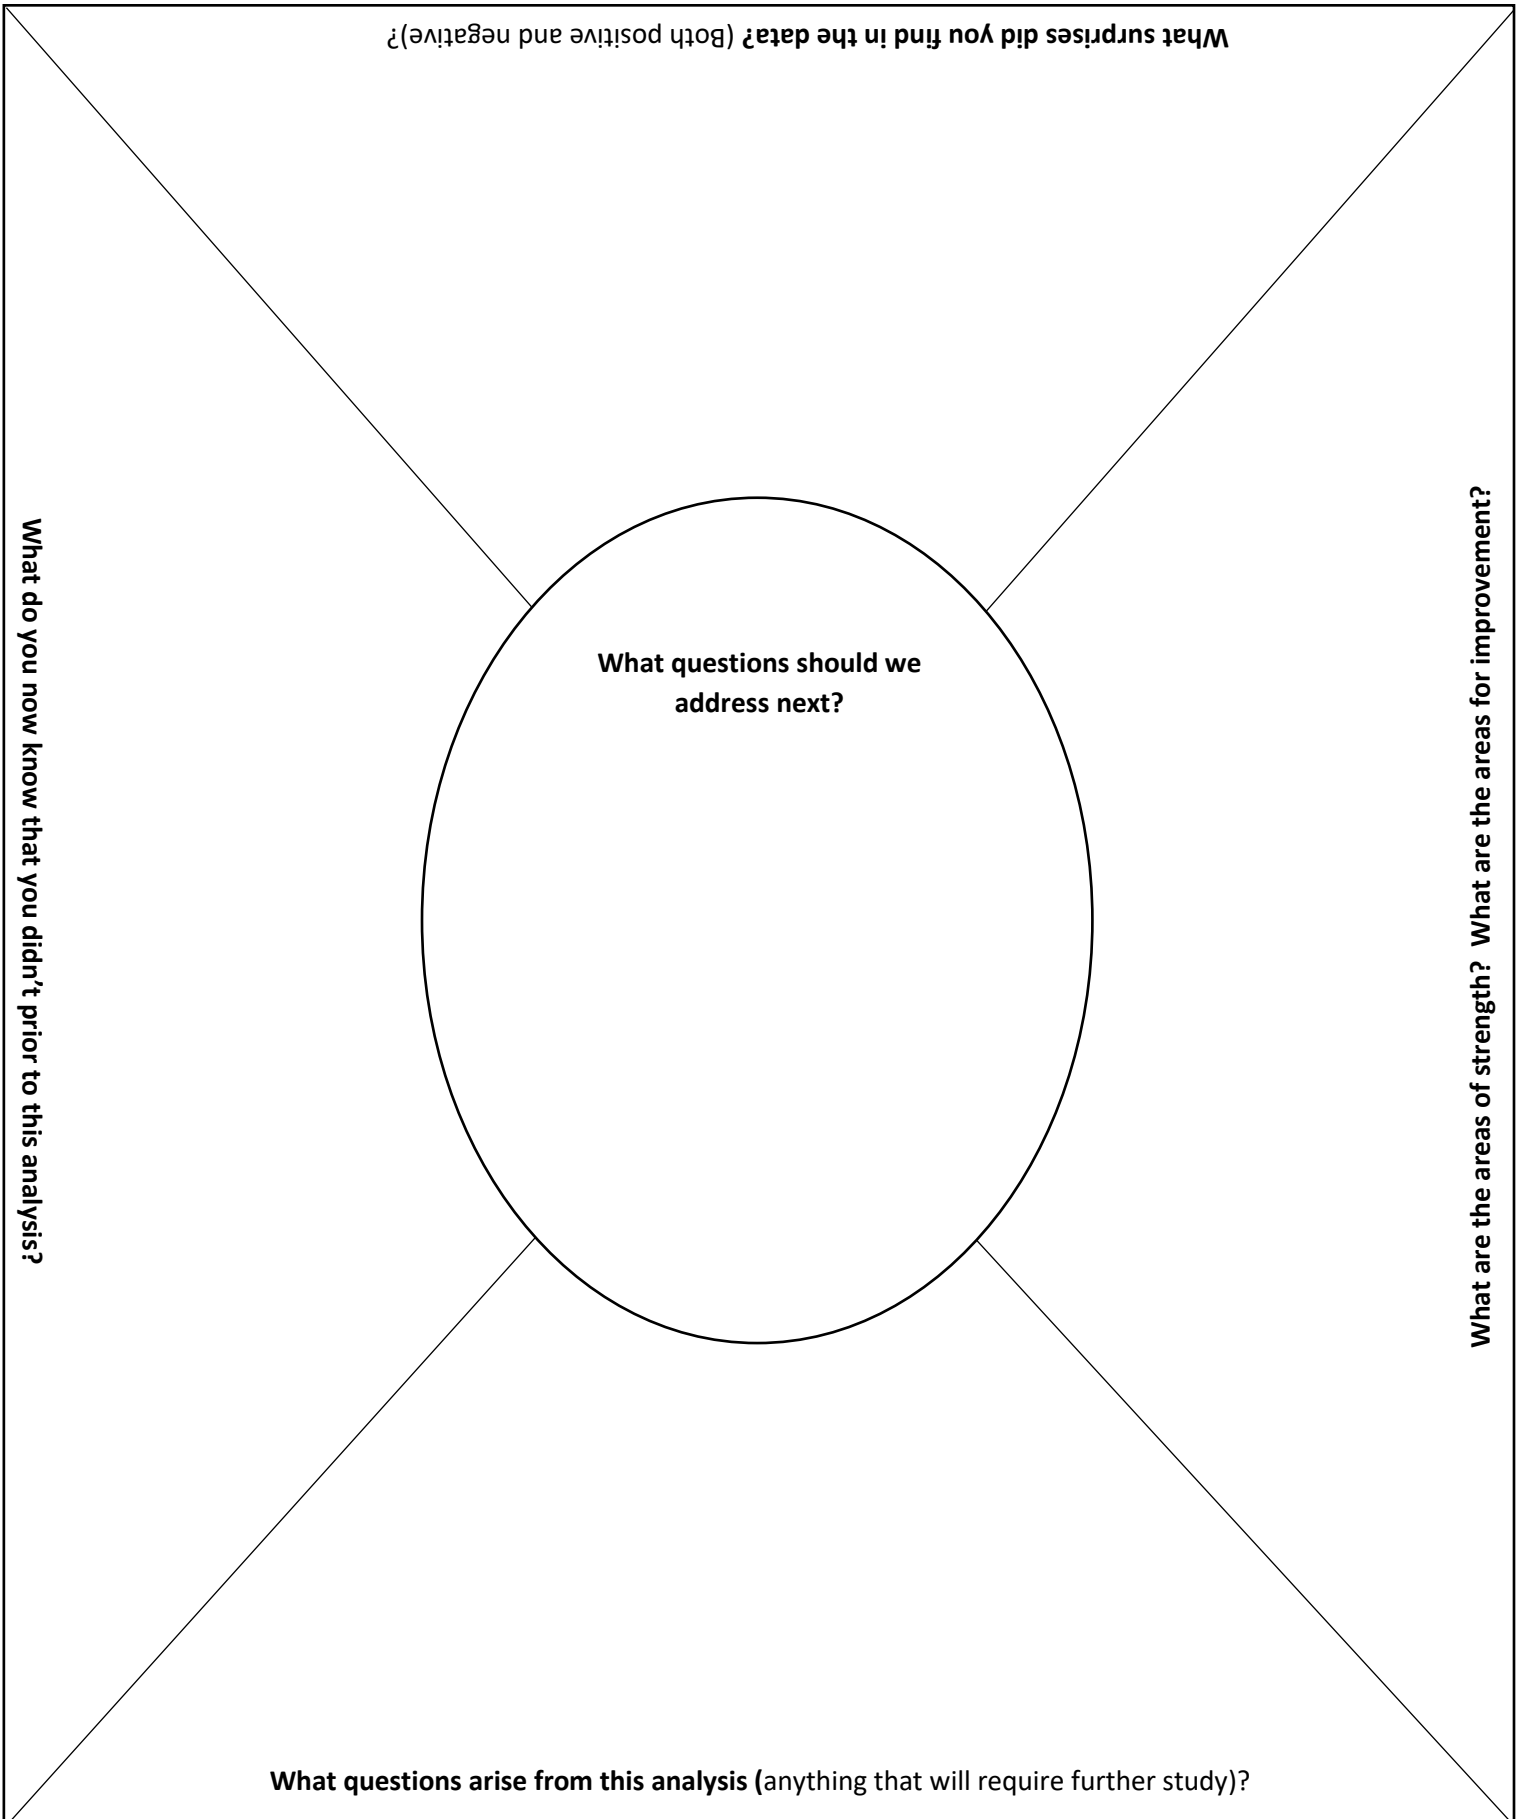 What surprises did you find in the data? (Both positive and negative)?
What do you now know that you didn’t prior to this analysis?
What questions should we
address next?
What are the areas of strength?  What are the areas for improvement?
What questions arise from this analysis (anything that will require further study)?